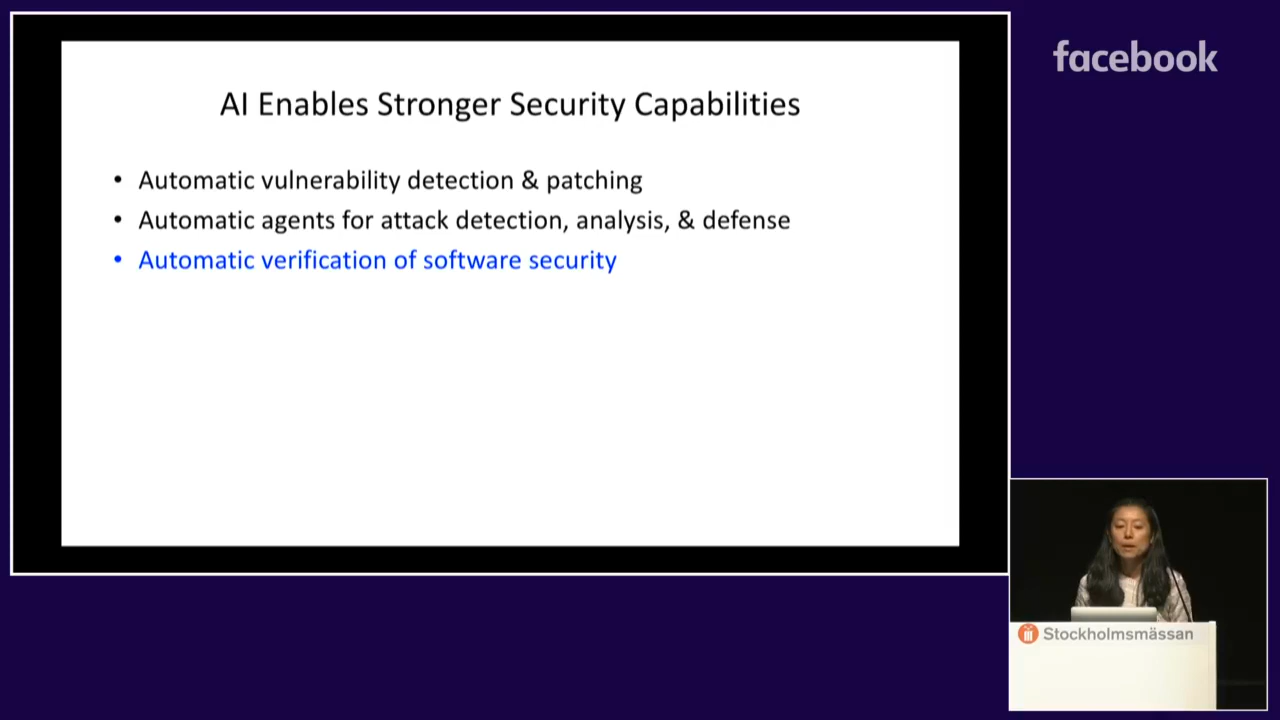 facebook
AI Enables Stronger Security Capabilities
• Automatic vulnerability detection & patching
• Automatic agents for attack detection, analysis, & defense
• Automatic verification of software security
Stockholmsmässan